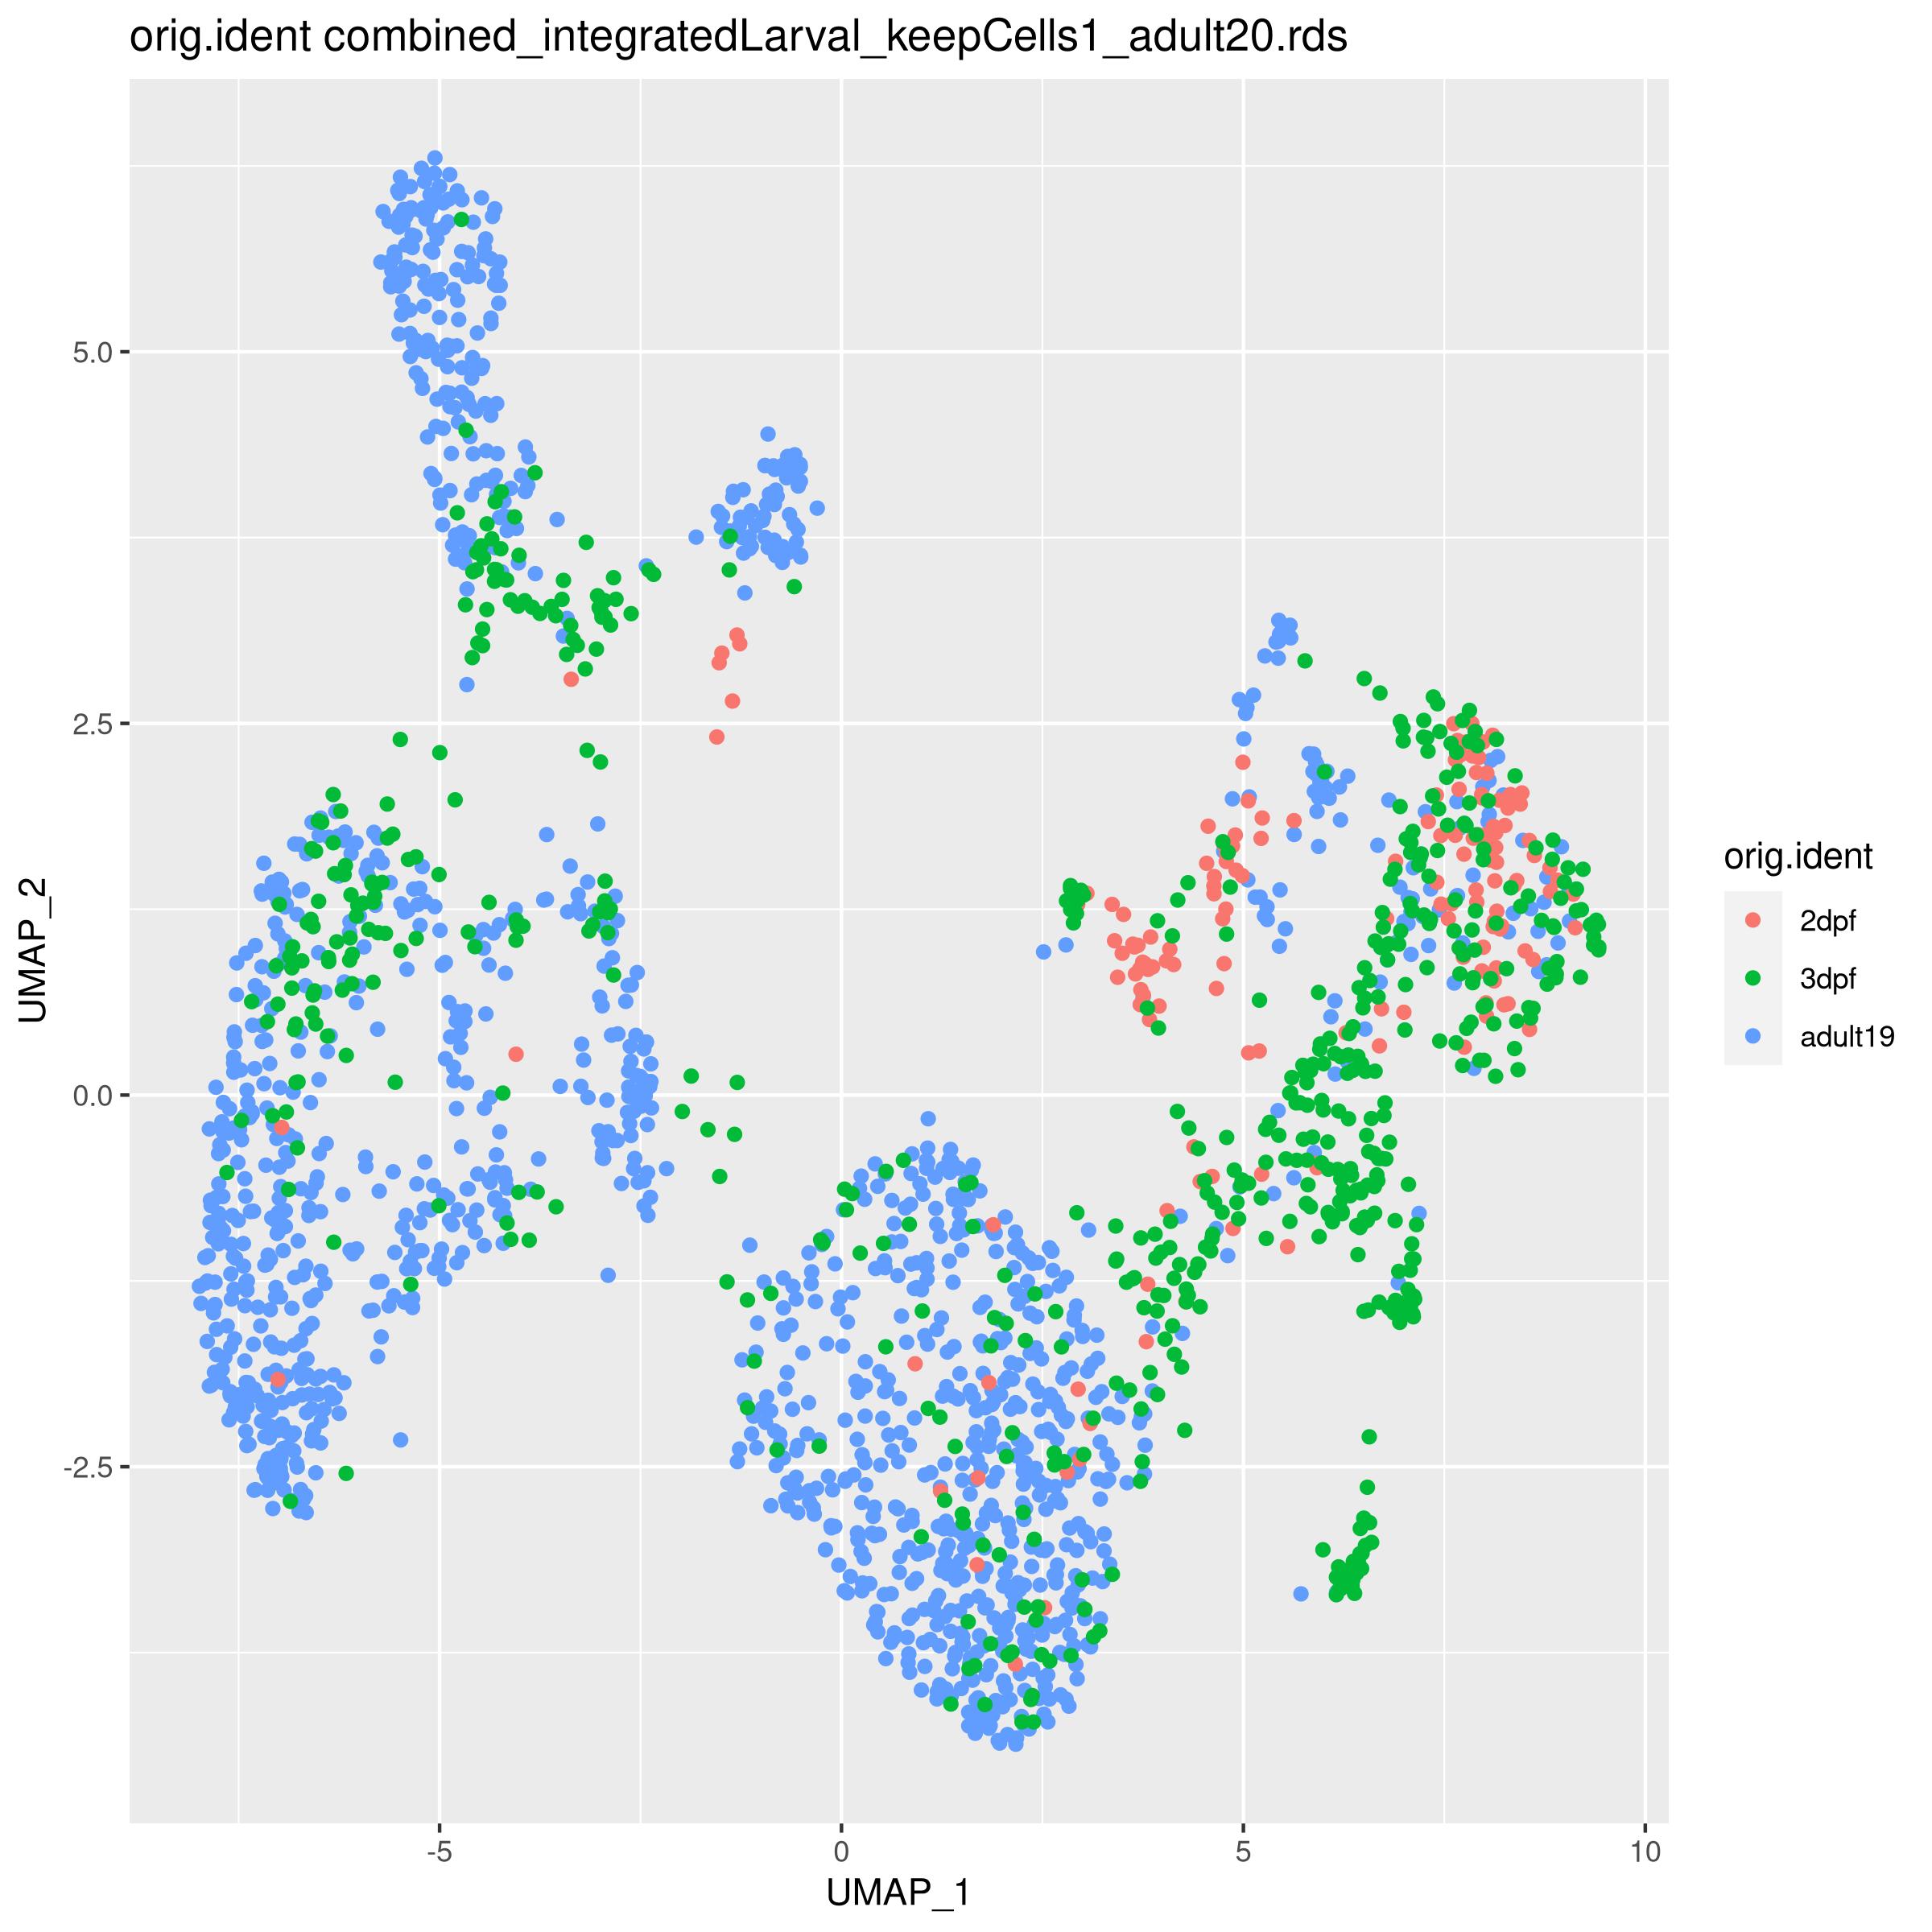 orig.ident combined_integratedLarval_keepCells1_adult20.rds
UMAP_2
5.0
2.5
0.0
-2.5
-5
0
5
10
UMAP_1
orig.ident
2dpf
3dpf
adult19